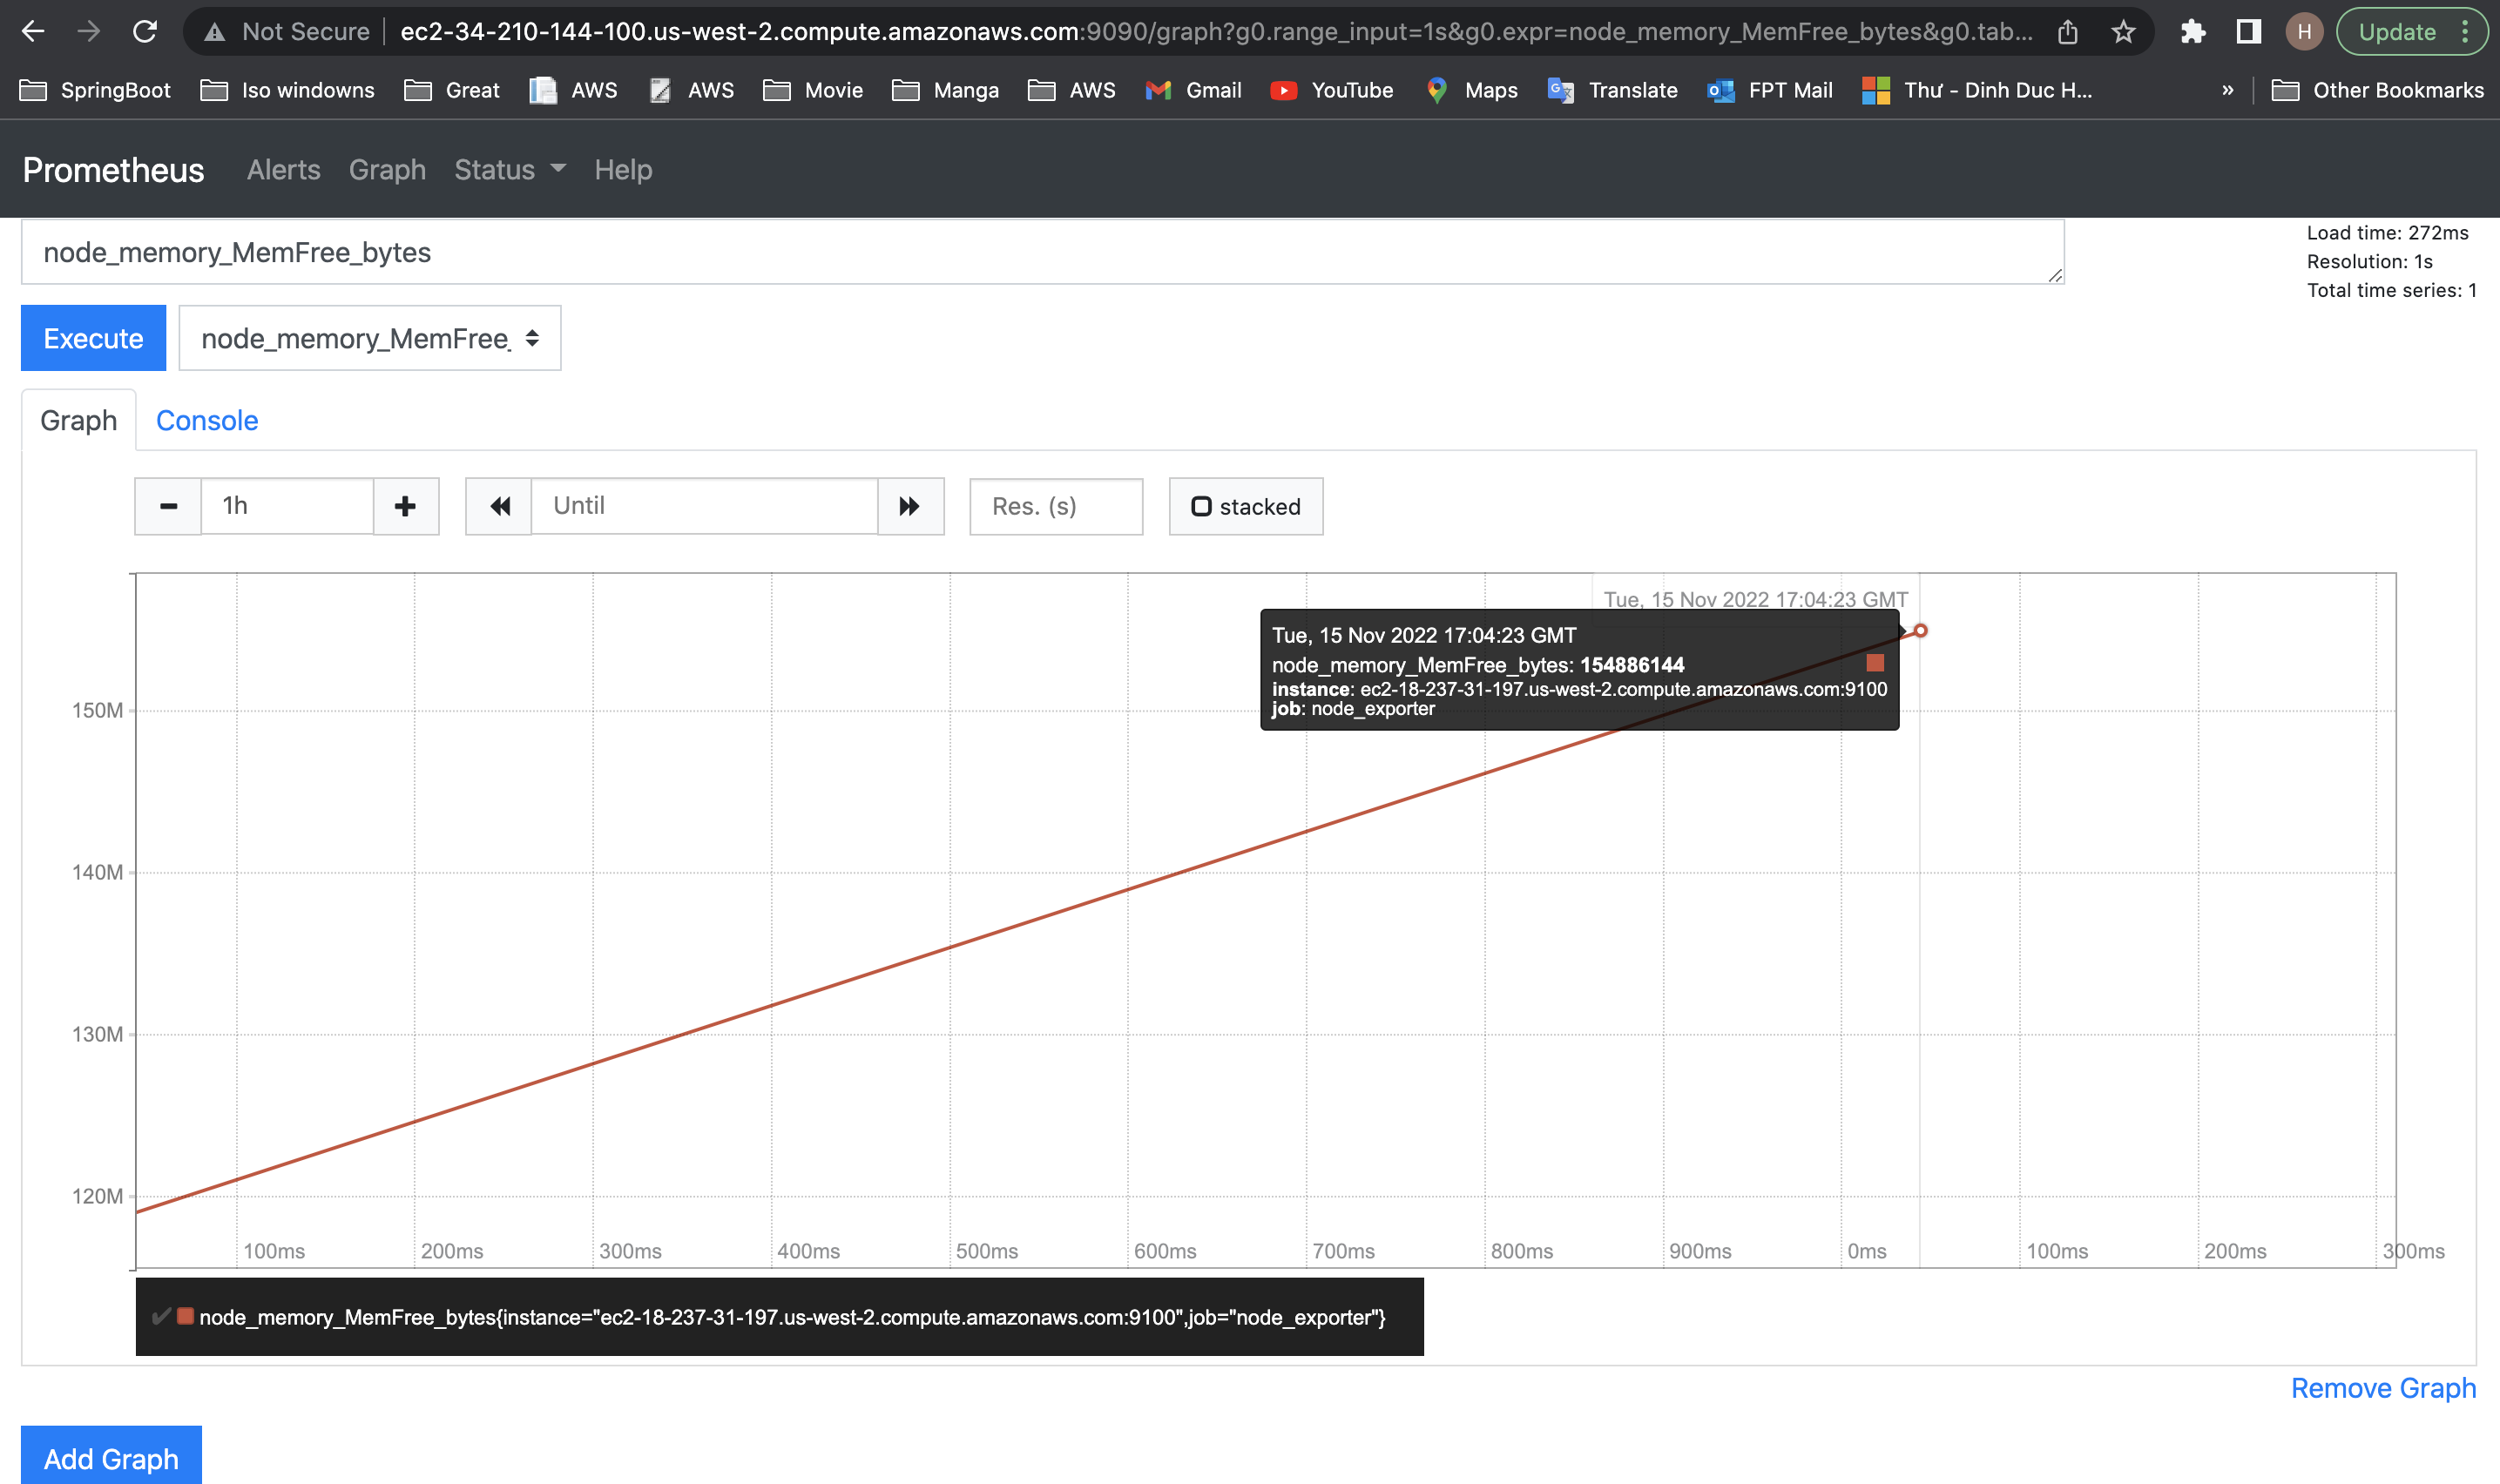 Not Secure ec2-34-210-144-100.us-west-2.compute.amazonaws.com:9090/graph?g0.range_input=1s&g0.expr=node_memory_MemFree_bytes&g0.tab... H Update
SpringBoot Iso windowns Great AWS AWS Movie Manga AWS Gmail YouTube Maps Translate FPT Mail Thư - Dinh Duc H... » Other Bookmarks
Prometheus Alerts Graph Status Help
node_memory_MemFree_bytes
Load time: 272ms
Resolution: 1s
Total time series: 1
Execute node_memory_MemFree_
Graph Console
1h Until Res. (s) stacked
Tue, 15 Nov 2022 17:04:23 GMT
Tue, 15 Nov 2022 17:04:23 GMT
node_memory_MemFree_bytes: 154886144
instance: ec2-18-237-31-197.us-west-2.compute.amazonaws.com:9100
job: node_exporter
150M
140M
130M
120M
100ms 200ms 300ms 400ms 500ms 600ms 700ms 800ms 900ms 0ms 100ms 200ms 300ms
node_memory_MemFree_bytes{instance="ec2-18-237-31-197.us-west-2.compute.amazonaws.com:9100",job="node_exporter"}
Remove Graph
Add Graph